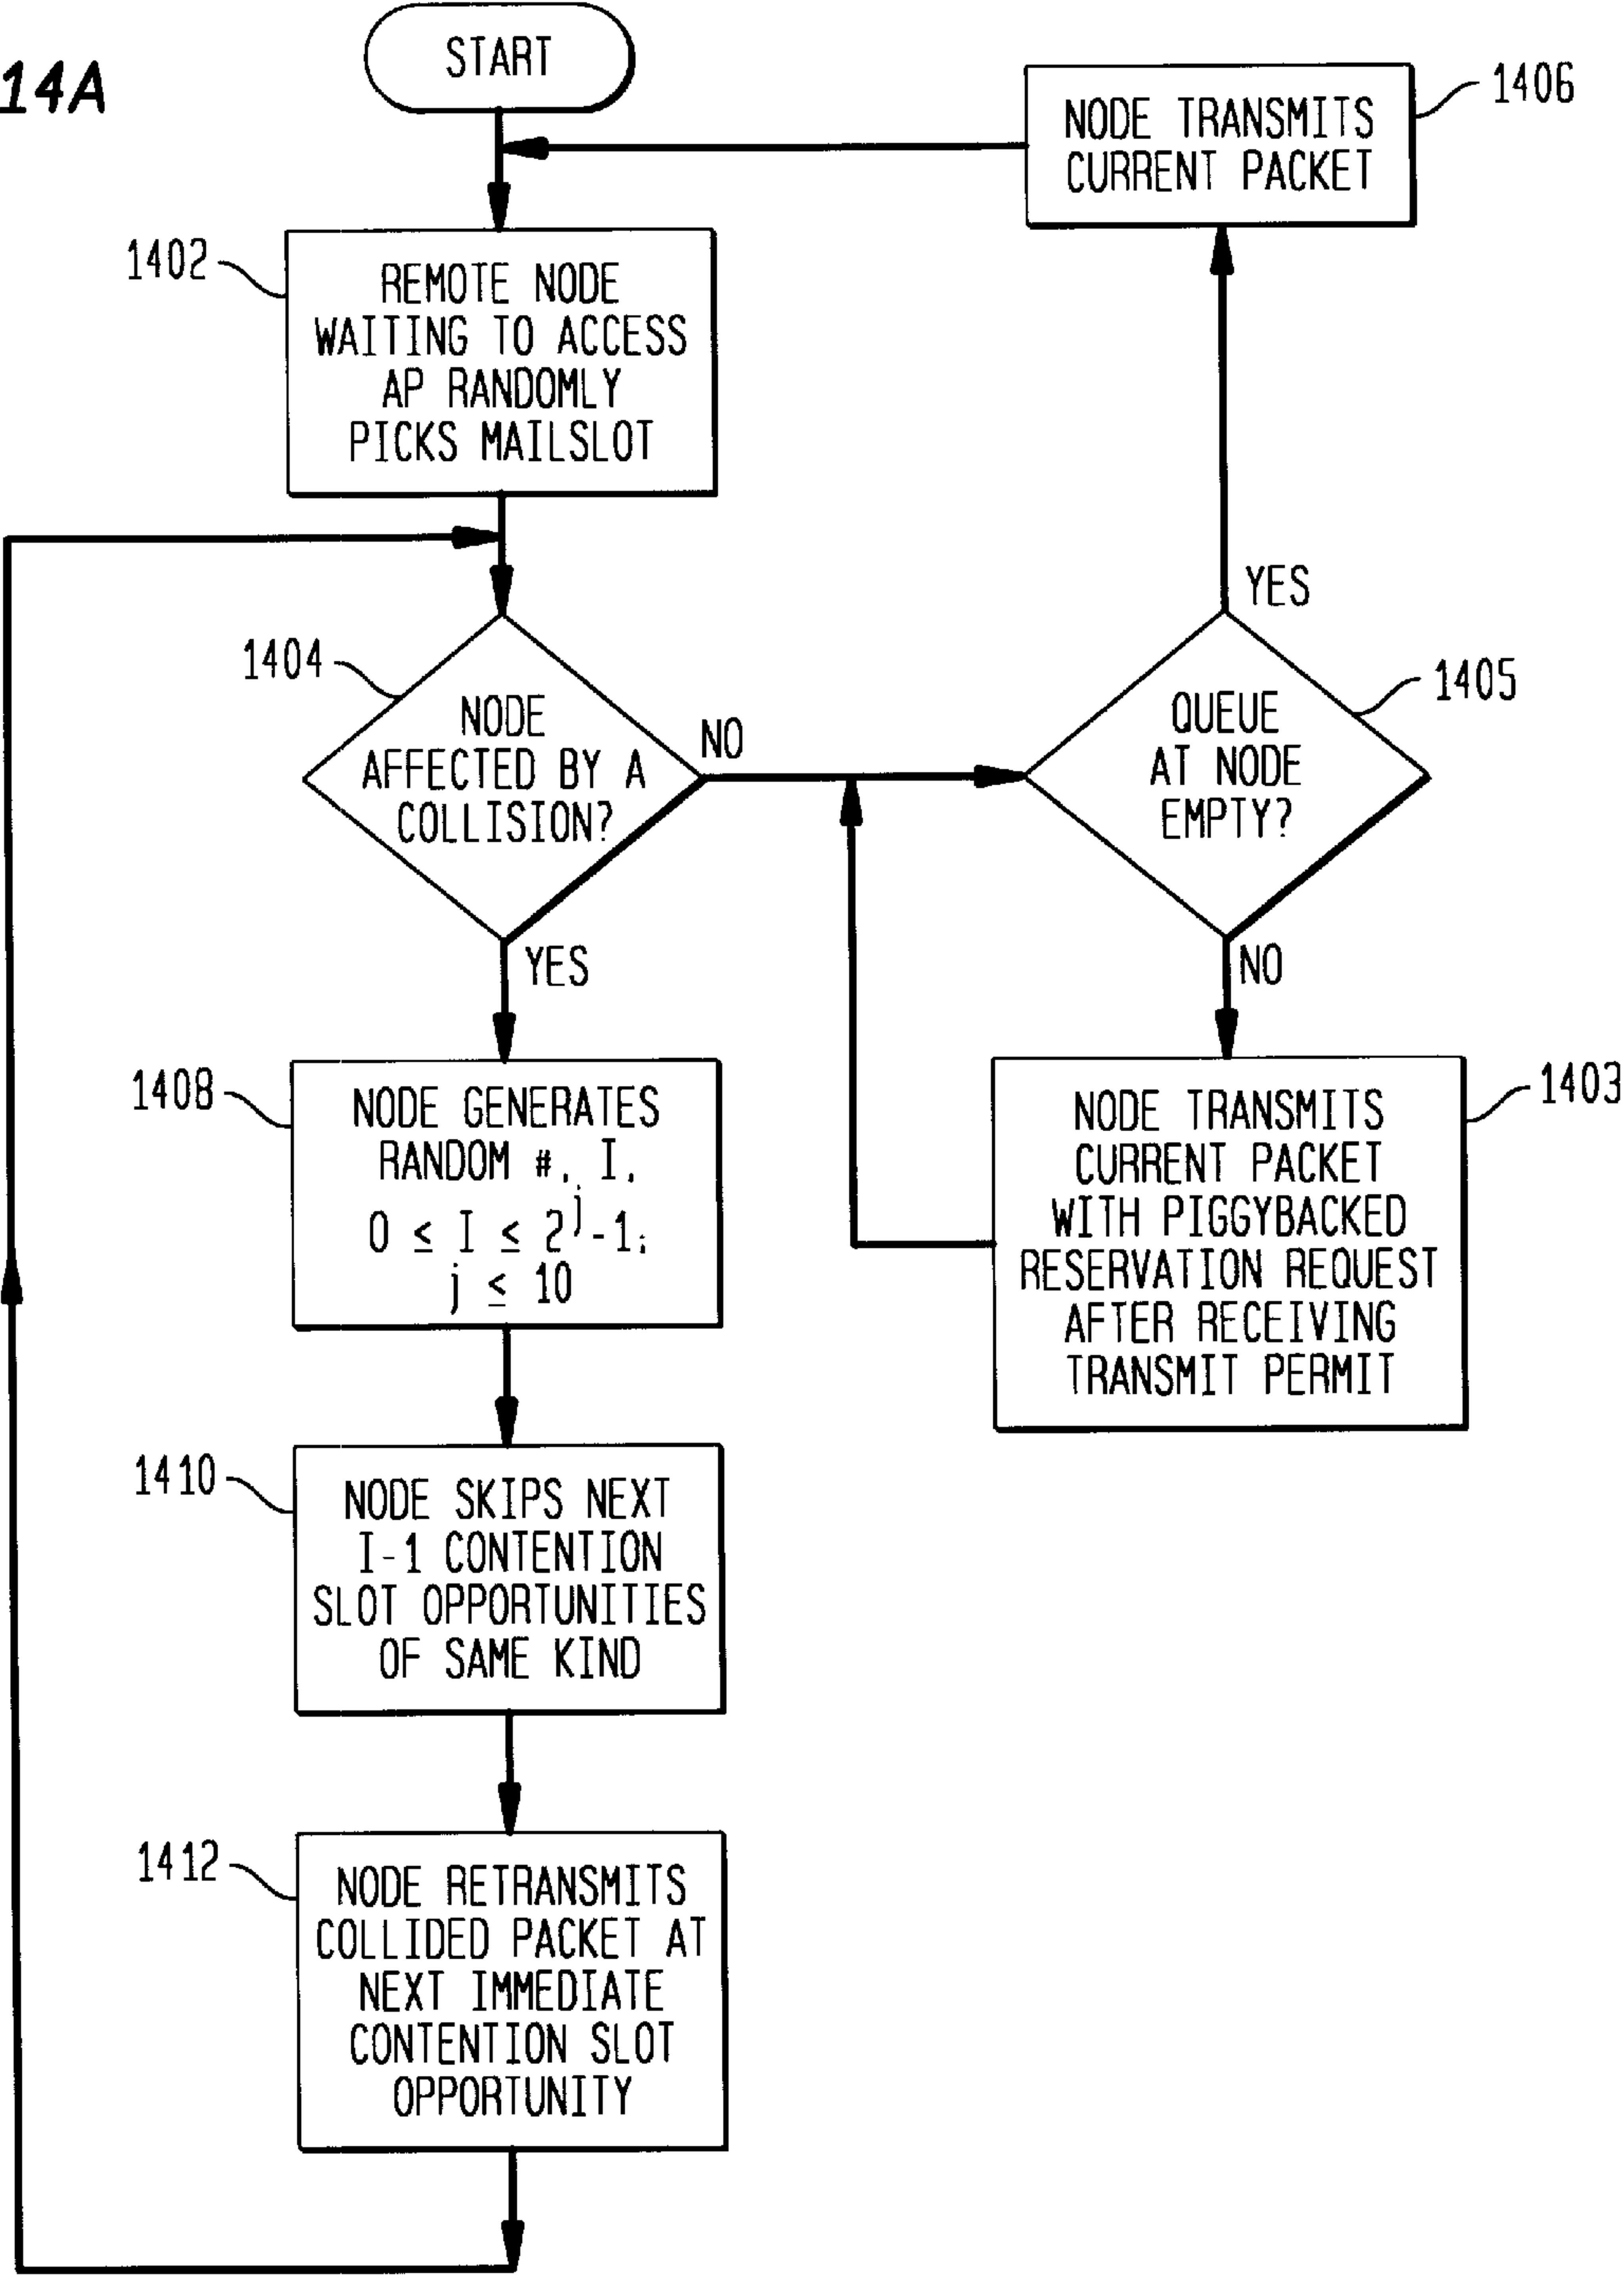 14A
START
NODE TRANSMITS
CURRENT PACKET
1406
1402
REMOTE NODE
WAITING TO ACCESS
AP RANDOMLY
PICKS MAILSLOT
1404
NODE
AFFECTED BY A
COLLISION?
NO
YES
YES
1405
QUEUE
AT NODE
EMPTY?
NO
1408
NODE GENERATES
RANDOM #, I,
0 ≤ I ≤ 2^j-1;
j ≤ 10
1403
NODE TRANSMITS
CURRENT PACKET
WITH PIGGYBACKED
RESERVATION REQUEST
AFTER RECEIVING
TRANSMIT PERMIT
1410
NODE SKIPS NEXT
I-1 CONTENTION
SLOT OPPORTUNITIES
OF SAME KIND
1412
NODE RETRANSMITS
COLLIDED PACKET AT
NEXT IMMEDIATE
CONTENTION SLOT
OPPORTUNITY